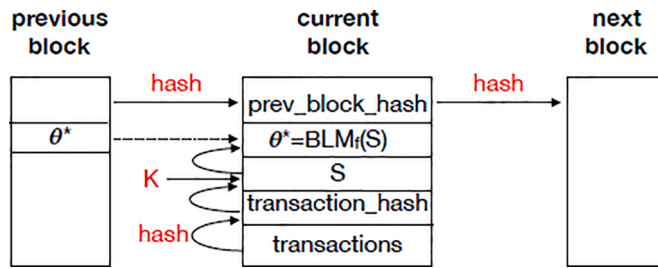 previous block
current block
next block
hash
hash
prev_block_hash
θ*
θ*=BLMf(S)
K
S
transaction_hash
hash
transactions